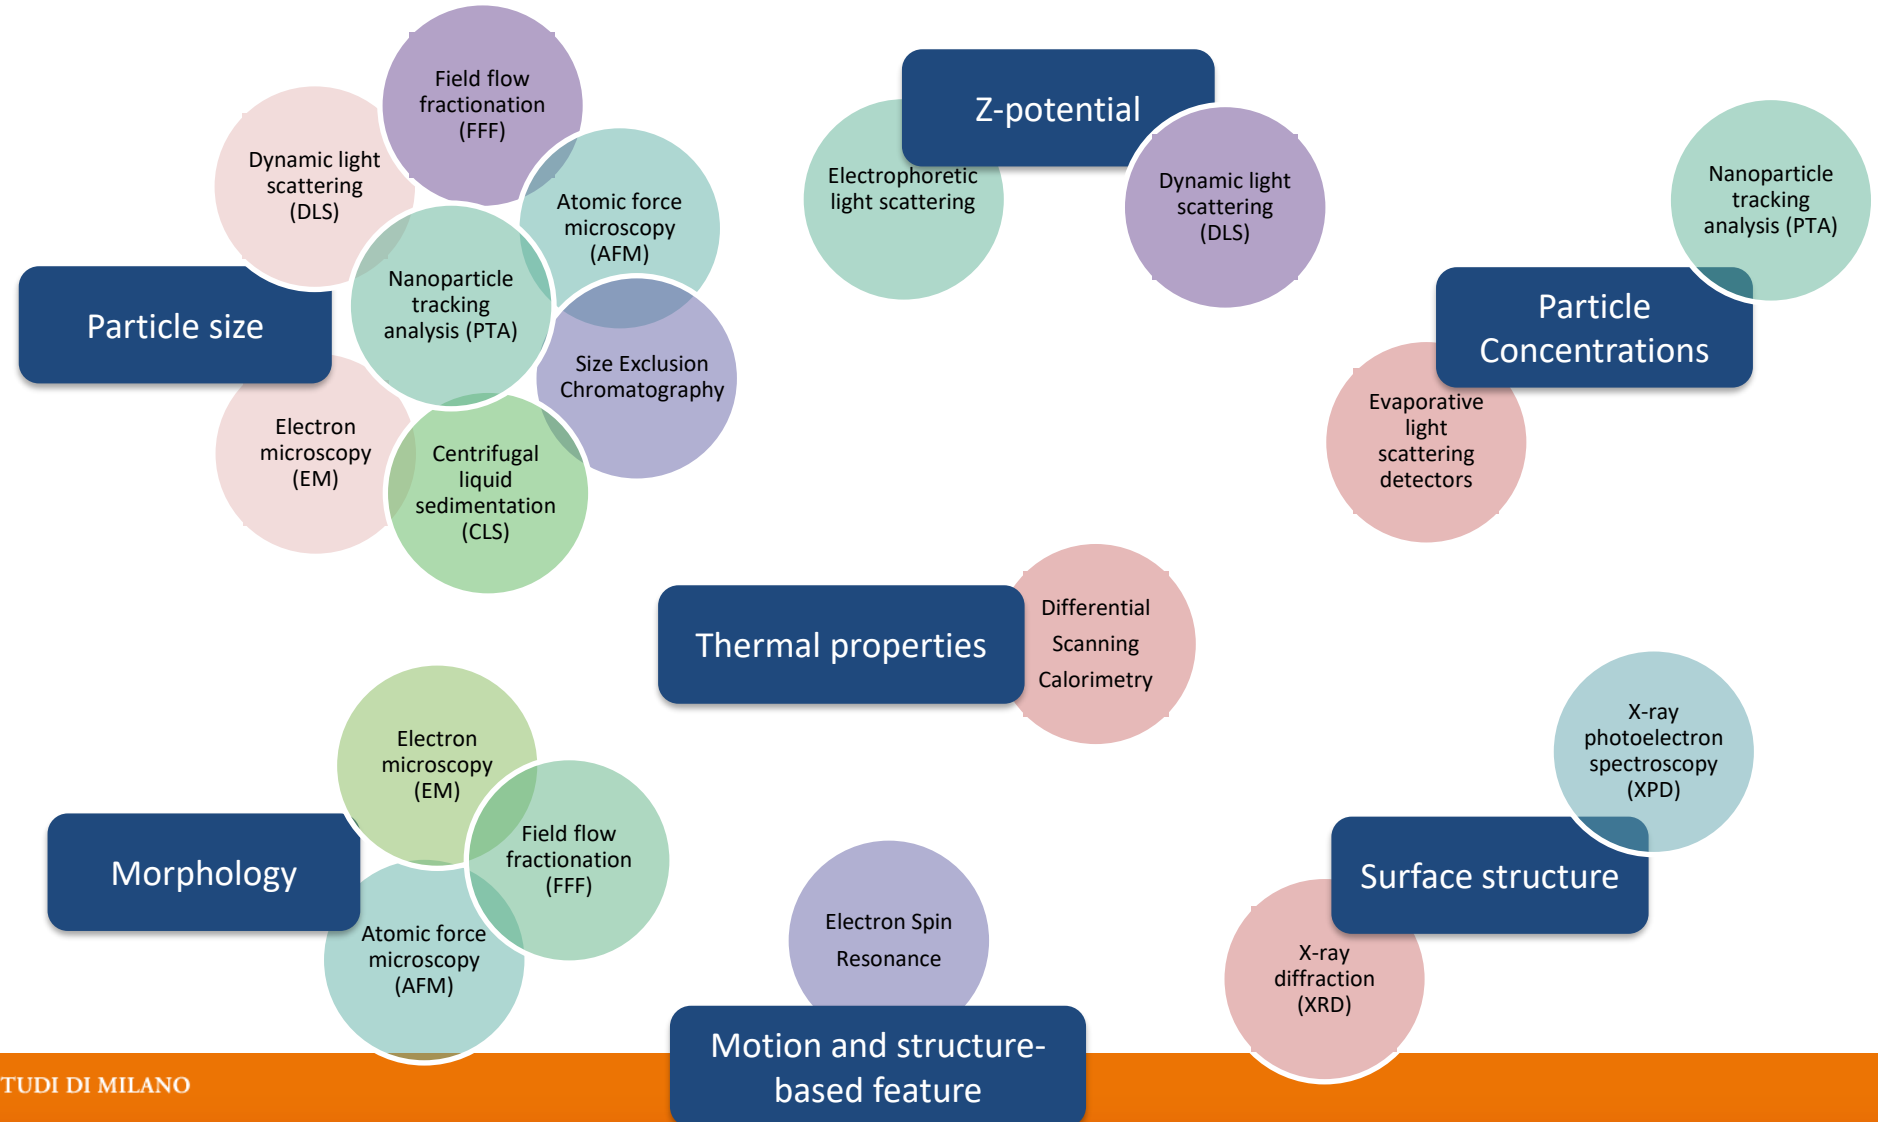 Field flow
fractionation
(FFF)
Dynamic light
scattering
(DLS)
Atomic force
microscopy
(AFM)
Nanoparticle
tracking
analysis (PTA)
Particle size
Size Exclusion
Chromatography
Electron
microscopy
(EM)
Centrifugal
liquid
sedimentation
(CLS)
Z-potential
Electrophoretic
light scattering
Dynamic light
scattering
(DLS)
Nanoparticle
tracking
analysis (PTA)
Particle
Concentrations
Evaporative
light
scattering
detectors
Thermal properties
Differential
Scanning
Calorimetry
Electron
microscopy
(EM)
Field flow
fractionation
(FFF)
Morphology
Atomic force
microscopy
(AFM)
Electron Spin
Resonance
Motion and structure-
based feature
X-ray
photoelectron
spectroscopy
(XPD)
Surface structure
X-ray
diffraction
(XRD)
TUDI DI MILANO